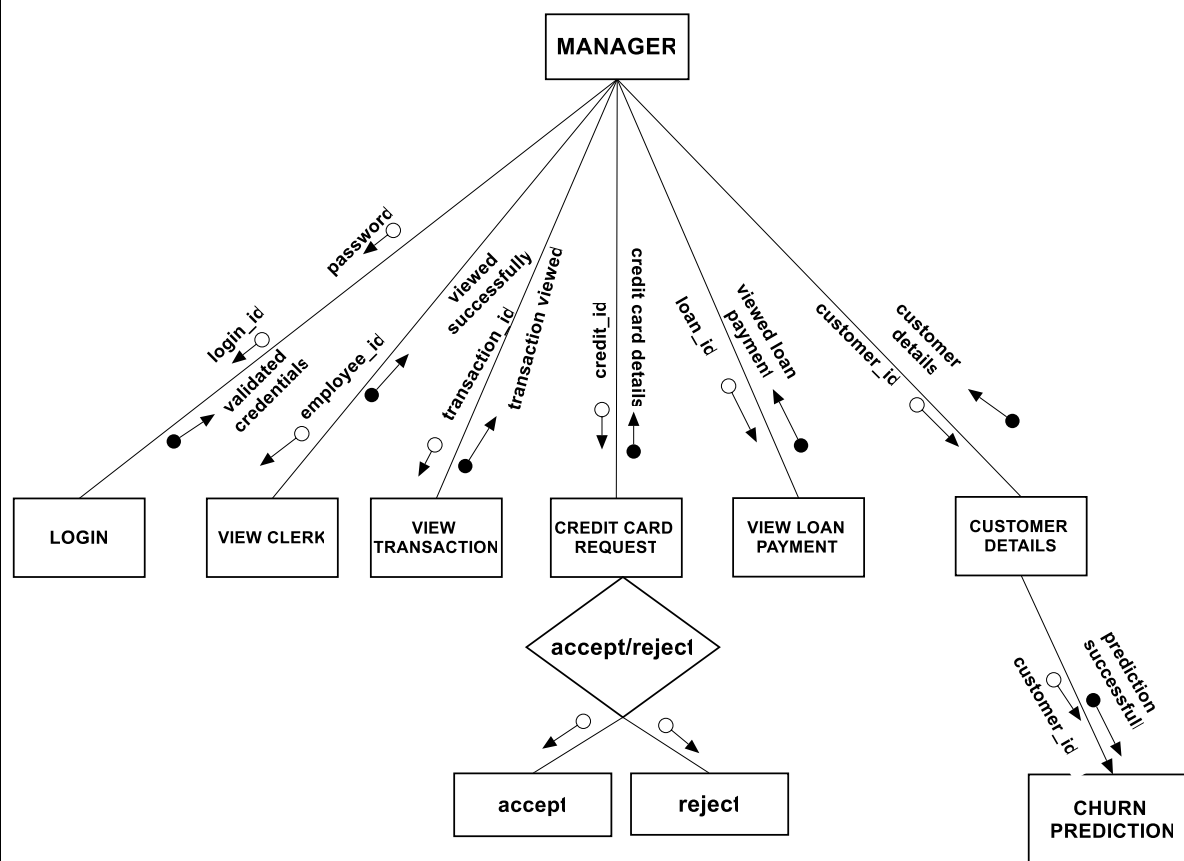 MANAGER
password
login_id
validated
credentials
employee_id
viewed
successfully
transaction_id
transaction viewed
credit_id
credit card details
loan_id
viewed loan
payment
customer_id
customer
details
LOGIN
VIEW CLERK
VIEW
TRANSACTION
CREDIT CARD
REQUEST
VIEW LOAN
PAYMENT
CUSTOMER
DETAILS
accept/reject
customer_id
prediction
successful
accept
reject
CHURN
PREDICTION